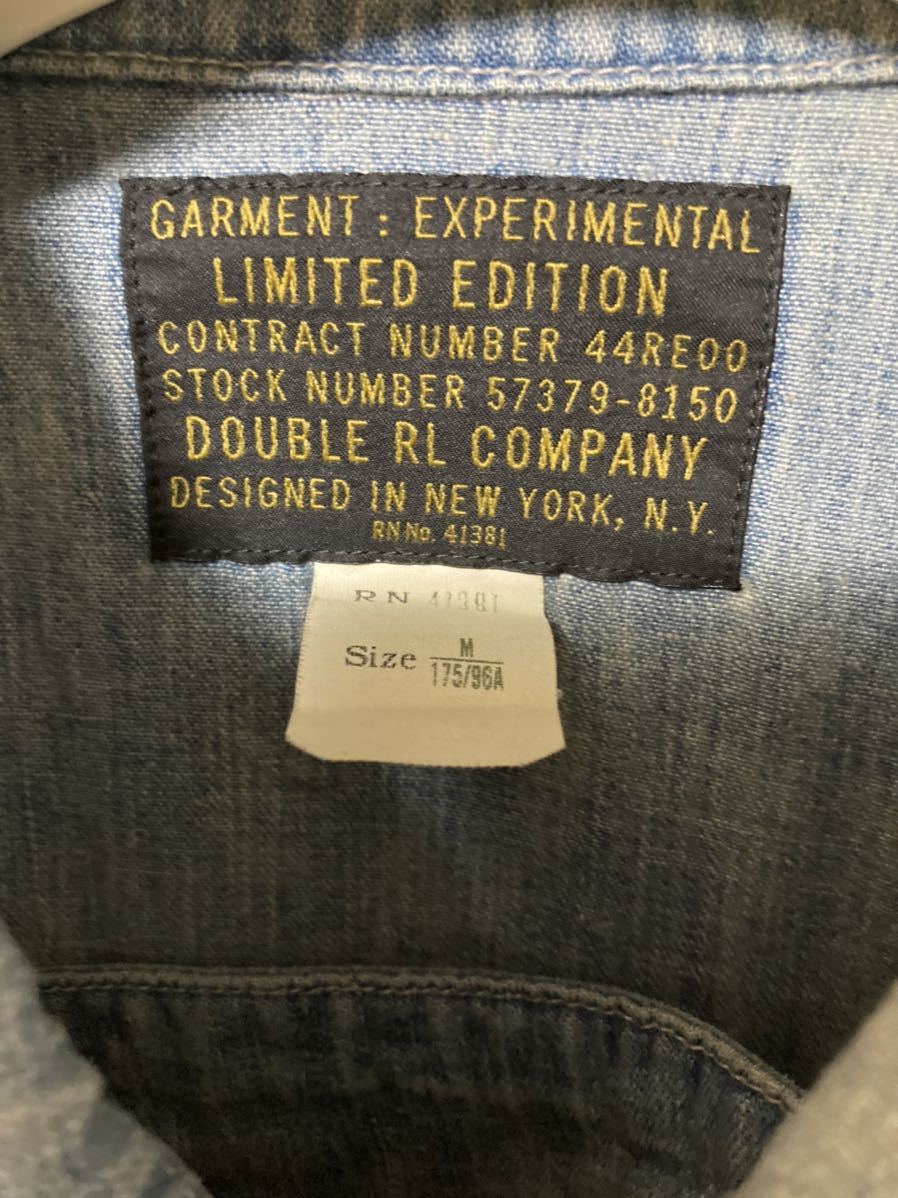 GARMENT : EXPERIMENTAL
LIMITED EDITION
CONTRACT NUMBER 44RE00
STOCK NUMBER 57379-8150
DOUBLE RL COMPANY
DESIGNED IN NEW YORK, N.Y.
RN No. 41381
RN 41381
Size M
175/96A